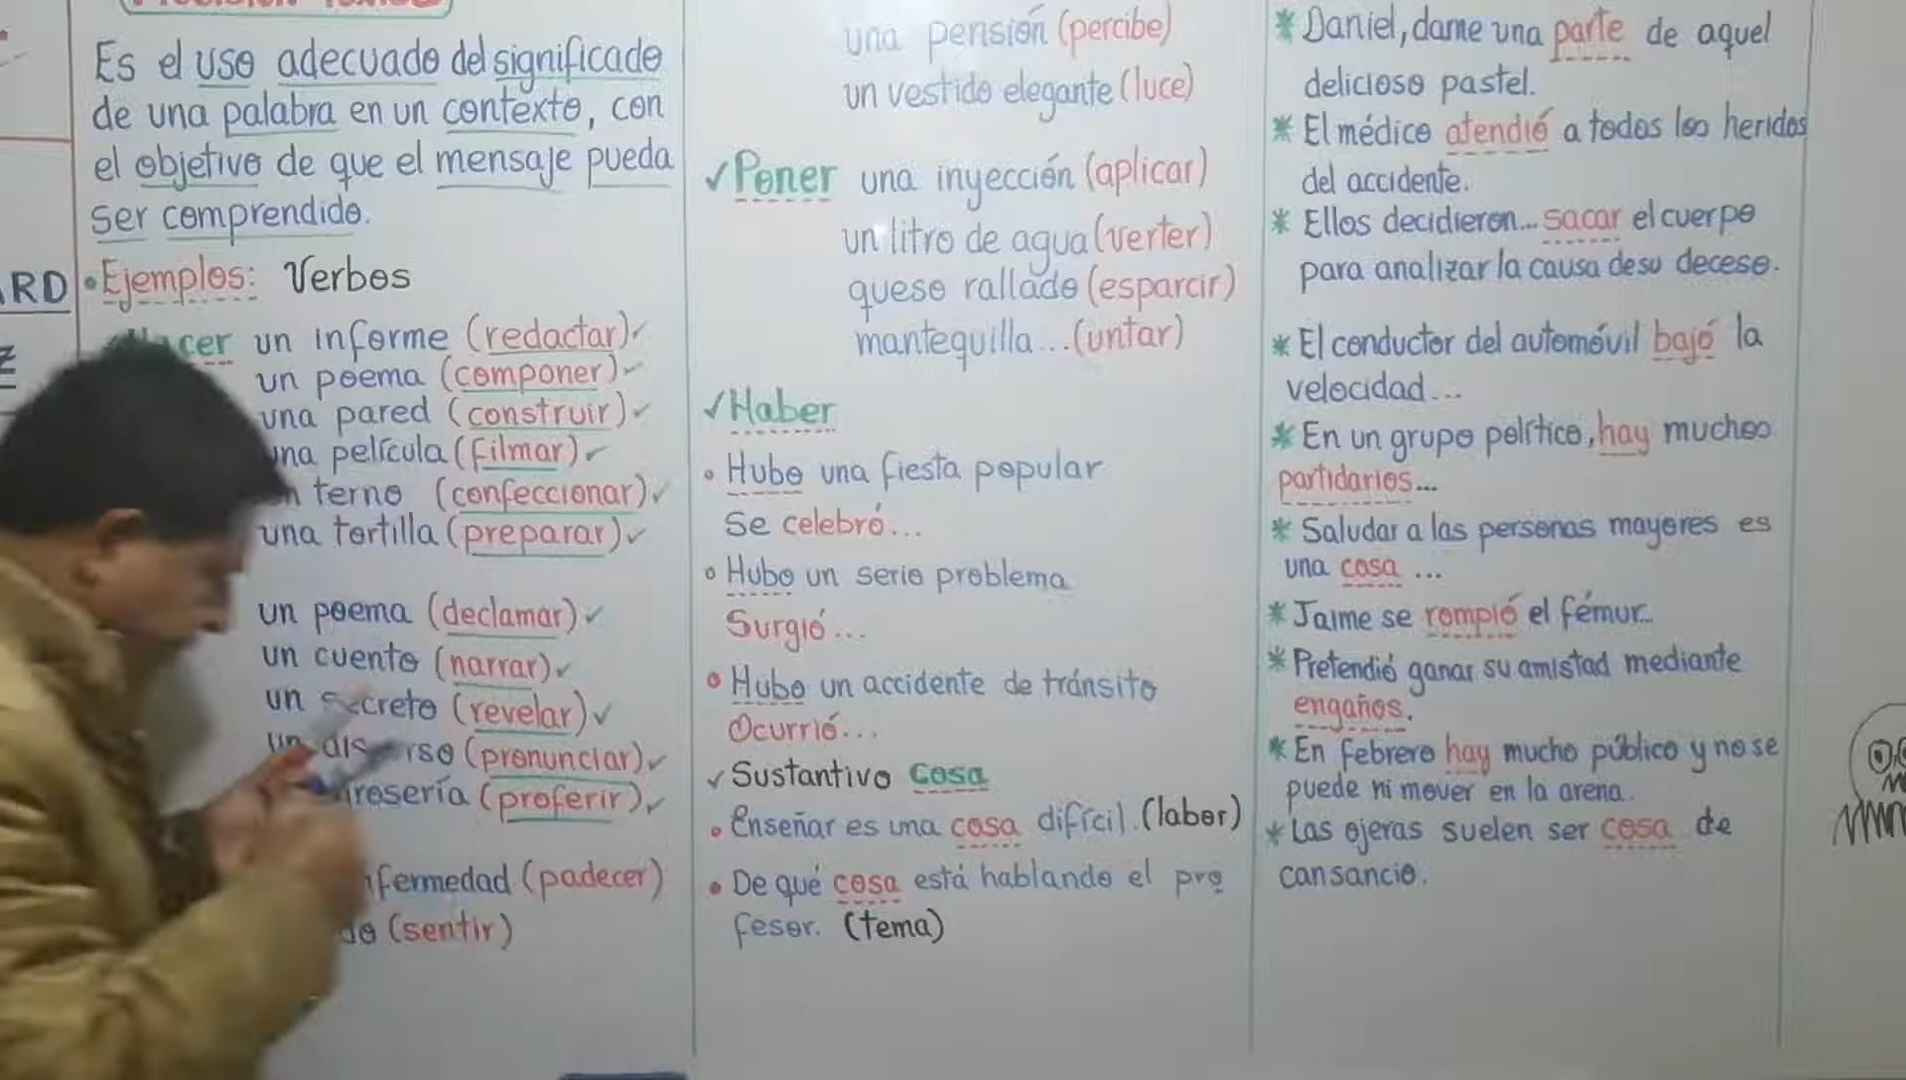 Es el uso adecuado del significado
de una palabra en un contexto, con
el objetivo de que el mensaje pueda
ser comprendido.
•Ejemplos: Verbos
un informe (redactar)✓
un poema (componer)✓
una pared (construir)✓
una película (filmar)✓
terno (confeccionar)✓
una tortilla (preparar)✓
un poema (declamar)✓
un cuento (narrar)✓
un secreto (revelar)✓
un (pronunciar)✓
(proferir)✓
(padecer)
(sentir)
RD
una pensión (percibe)
un vestido elegante (luce)
✓Poner una inyección (aplicar)
un litro de agua (verter)
queso rallado (esparcir)
mantequilla...(untar)
✓Haber
• Hubo una fiesta popular
Se celebró...
• Hubo un serio problema
Surgió...
• Hubo un accidente de tránsito
Ocurrió...
✓Sustantivo Cosa
• Enseñar es una cosa difícil. (labor)
• De qué cosa está hablando el pro
fesor. (tema)
* Daniel, dame una parte de aquel
delicioso pastel.
* El médico atendió a todos los heridos
del accidente.
* Ellos decidieron... sacar el cuerpo
para analizar la causa de su deceso.
* El conductor del automóvil bajó la
velocidad...
* En un grupo político, hay muchos
partidarios...
* Saludar a las personas mayores es
una cosa ...
* Jaime se rompió el fémur...
* Pretendió ganar su amistad mediante
engaños.
* En febrero hay mucho público y no se
puede ni mover en la arena.
* Las ojeras suelen ser cosa de
cansancio.